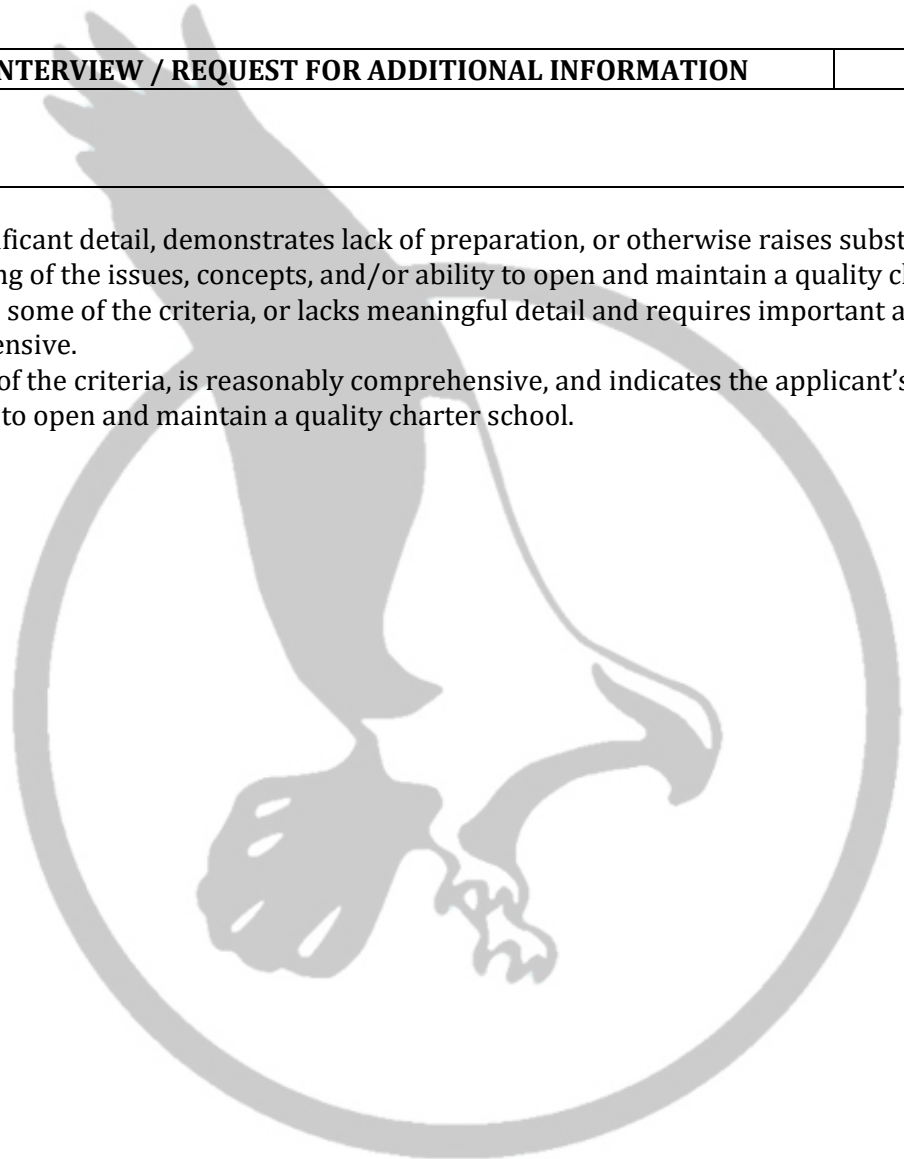 NTERVIEW / REQUEST FOR ADDITIONAL INFORMATION
ficant detail, demonstrates lack of preparation, or otherwise raises subst
ng of the issues, concepts, and/or ability to open and maintain a quality c
some of the criteria, or lacks meaningful detail and requires important a
ensive.
of the criteria, is reasonably comprehensive, and indicates the applicant's
to open and maintain a quality charter school.